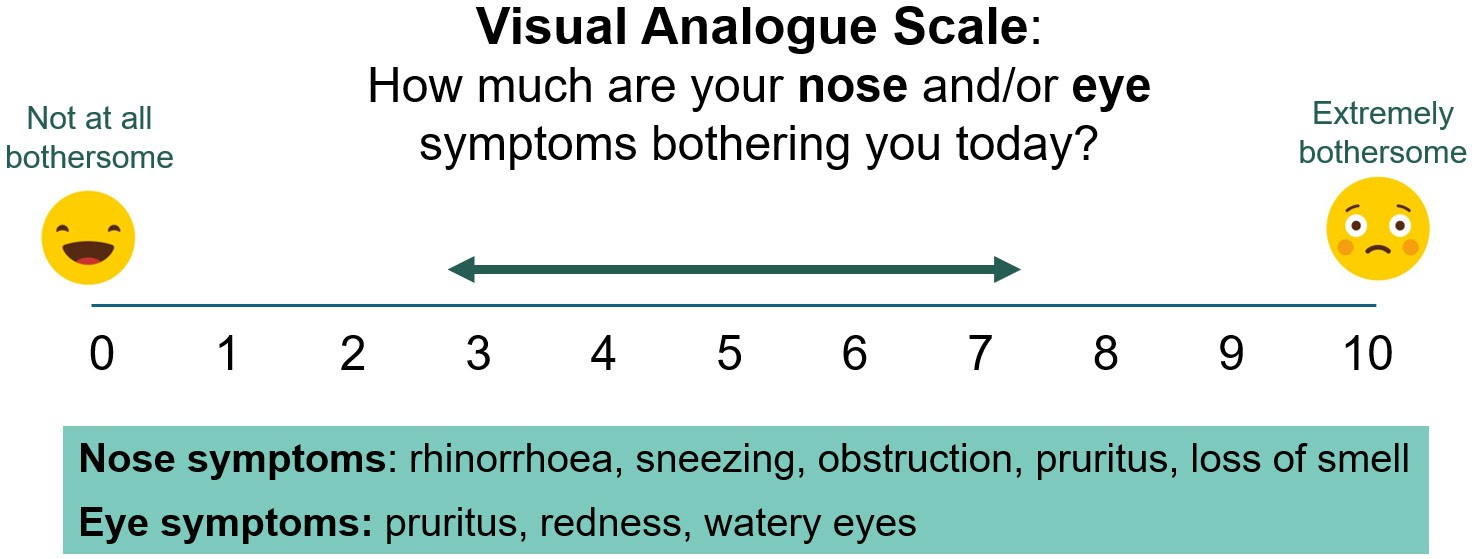 Visual Analogue Scale:
How much are your nose and/or eye
symptoms bothering you today?
Not at all
bothersome
Extremely
bothersome
0 1 2 3 4 5 6 7 8 9 10
Nose symptoms: rhinorrhoea, sneezing, obstruction, pruritus, loss of smell
Eye symptoms: pruritus, redness, watery eyes